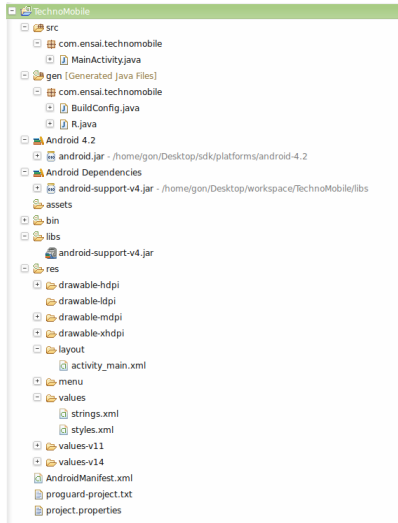 TechnoMobile
src
com.ensai.technomobile
MainActivity.java
gen [Generated Java Files]
com.ensai.technomobile
BuildConfig.java
R.java
Android 4.2
android.jar - /home/gon/Desktop/sdk/platforms/android-4.2
Android Dependencies
android-support-v4.jar - /home/gon/Desktop/workspace/TechnoMobile/libs
assets
bin
libs
android-support-v4.jar
res
drawable-hdpi
drawable-ldpi
drawable-mdpi
drawable-xhdpi
layout
activity_main.xml
menu
values
strings.xml
styles.xml
values-v11
values-v14
AndroidManifest.xml
proguard-project.txt
project.properties